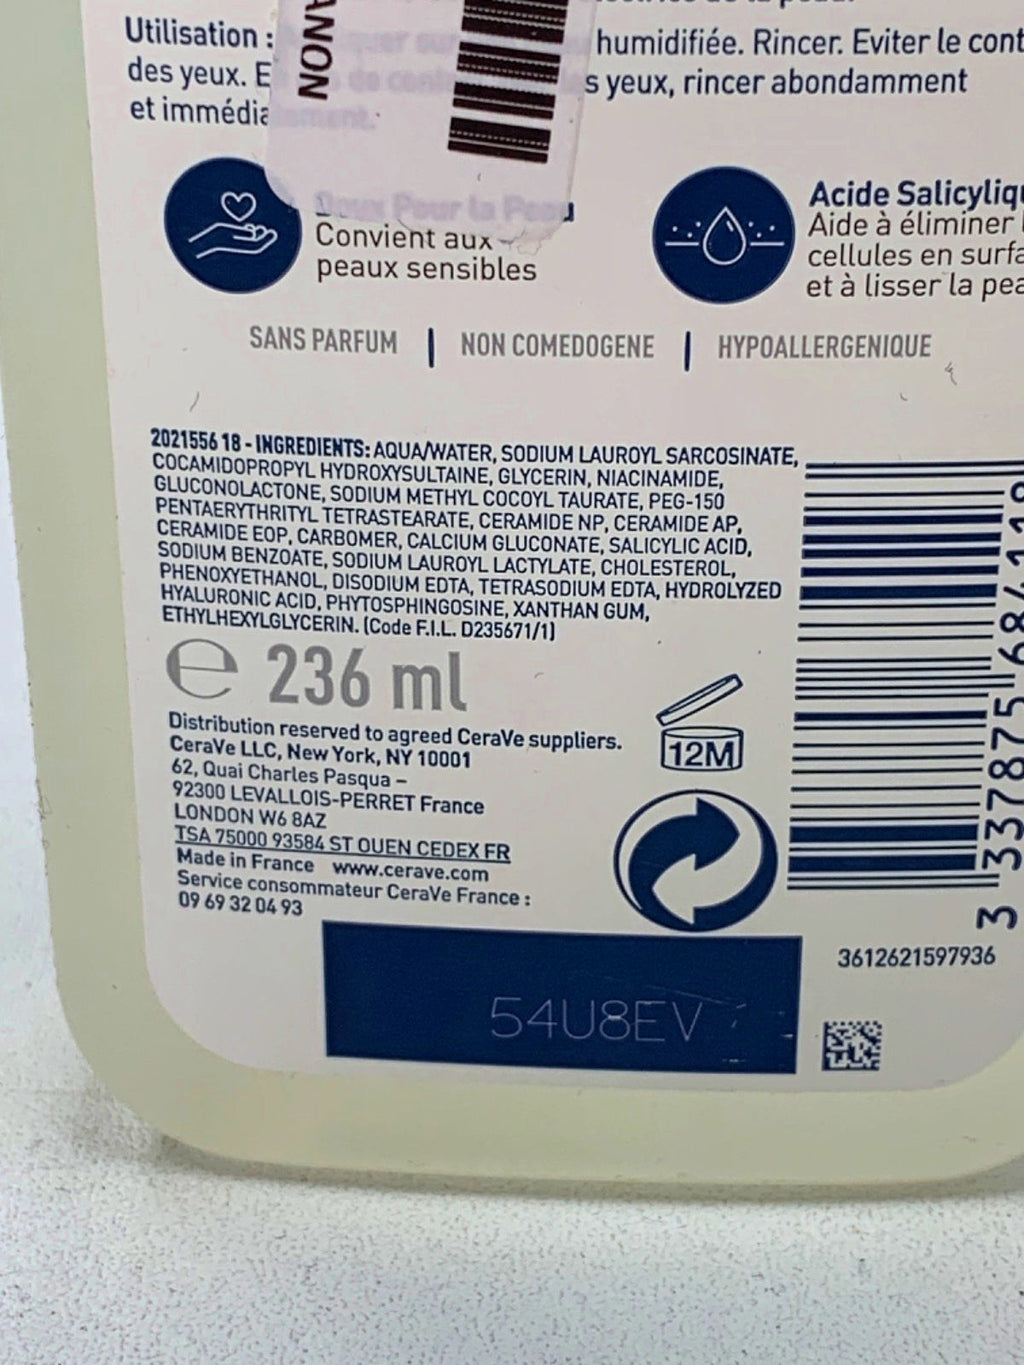 Utilisation : humidifiée. Rincer. Eviter le cont
des yeux. E s yeux, rincer abondamment
et immédia
NON
Doux Pour la Peau
Convient aux
peaux sensibles
Acide Salicyliq
Aide à éliminer
cellules en surfa
et à lisser la pea
SANS PARFUM | NON COMEDOGENE | HYPOALLERGENIQUE
2021556 18 - INGREDIENTS: AQUA/WATER, SODIUM LAUROYL SARCOSINATE,
COCAMIDOPROPYL HYDROXYSULTAINE, GLYCERIN, NIACINAMIDE,
GLUCONOLACTONE, SODIUM METHYL COCOYL TAURATE, PEG-150
PENTAERYTHRITYL TETRASTEARATE, CERAMIDE NP, CERAMIDE AP,
CERAMIDE EOP, CARBOMER, CALCIUM GLUCONATE, SALICYLIC ACID,
SODIUM BENZOATE, SODIUM LAUROYL LACTYLATE, CHOLESTEROL,
PHENOXYETHANOL, DISODIUM EDTA, TETRASODIUM EDTA, HYDROLYZED
HYALURONIC ACID, PHYTOSPHINGOSINE, XANTHAN GUM,
ETHYLHEXYLGLYCERIN. (Code F.I.L. D235671/1)
e 236 ml
Distribution reserved to agreed CeraVe suppliers.
CeraVe LLC, New York, NY 10001
62, Quai Charles Pasqua –
92300 LEVALLOIS-PERRET France
LONDON W6 8AZ
TSA 75000 93584 ST OUEN CEDEX FR
Made in France www.cerave.com
Service consommateur CeraVe France :
09 69 32 04 93
12M
3612621597936
54U8EV